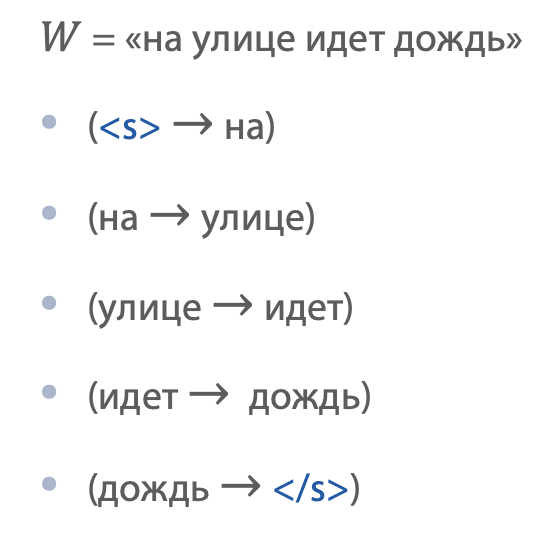 W = «на улице идет дождь»
(<s> → на)
(на → улице)
(улице → идет)
(идет → дождь)
(дождь → </s>)